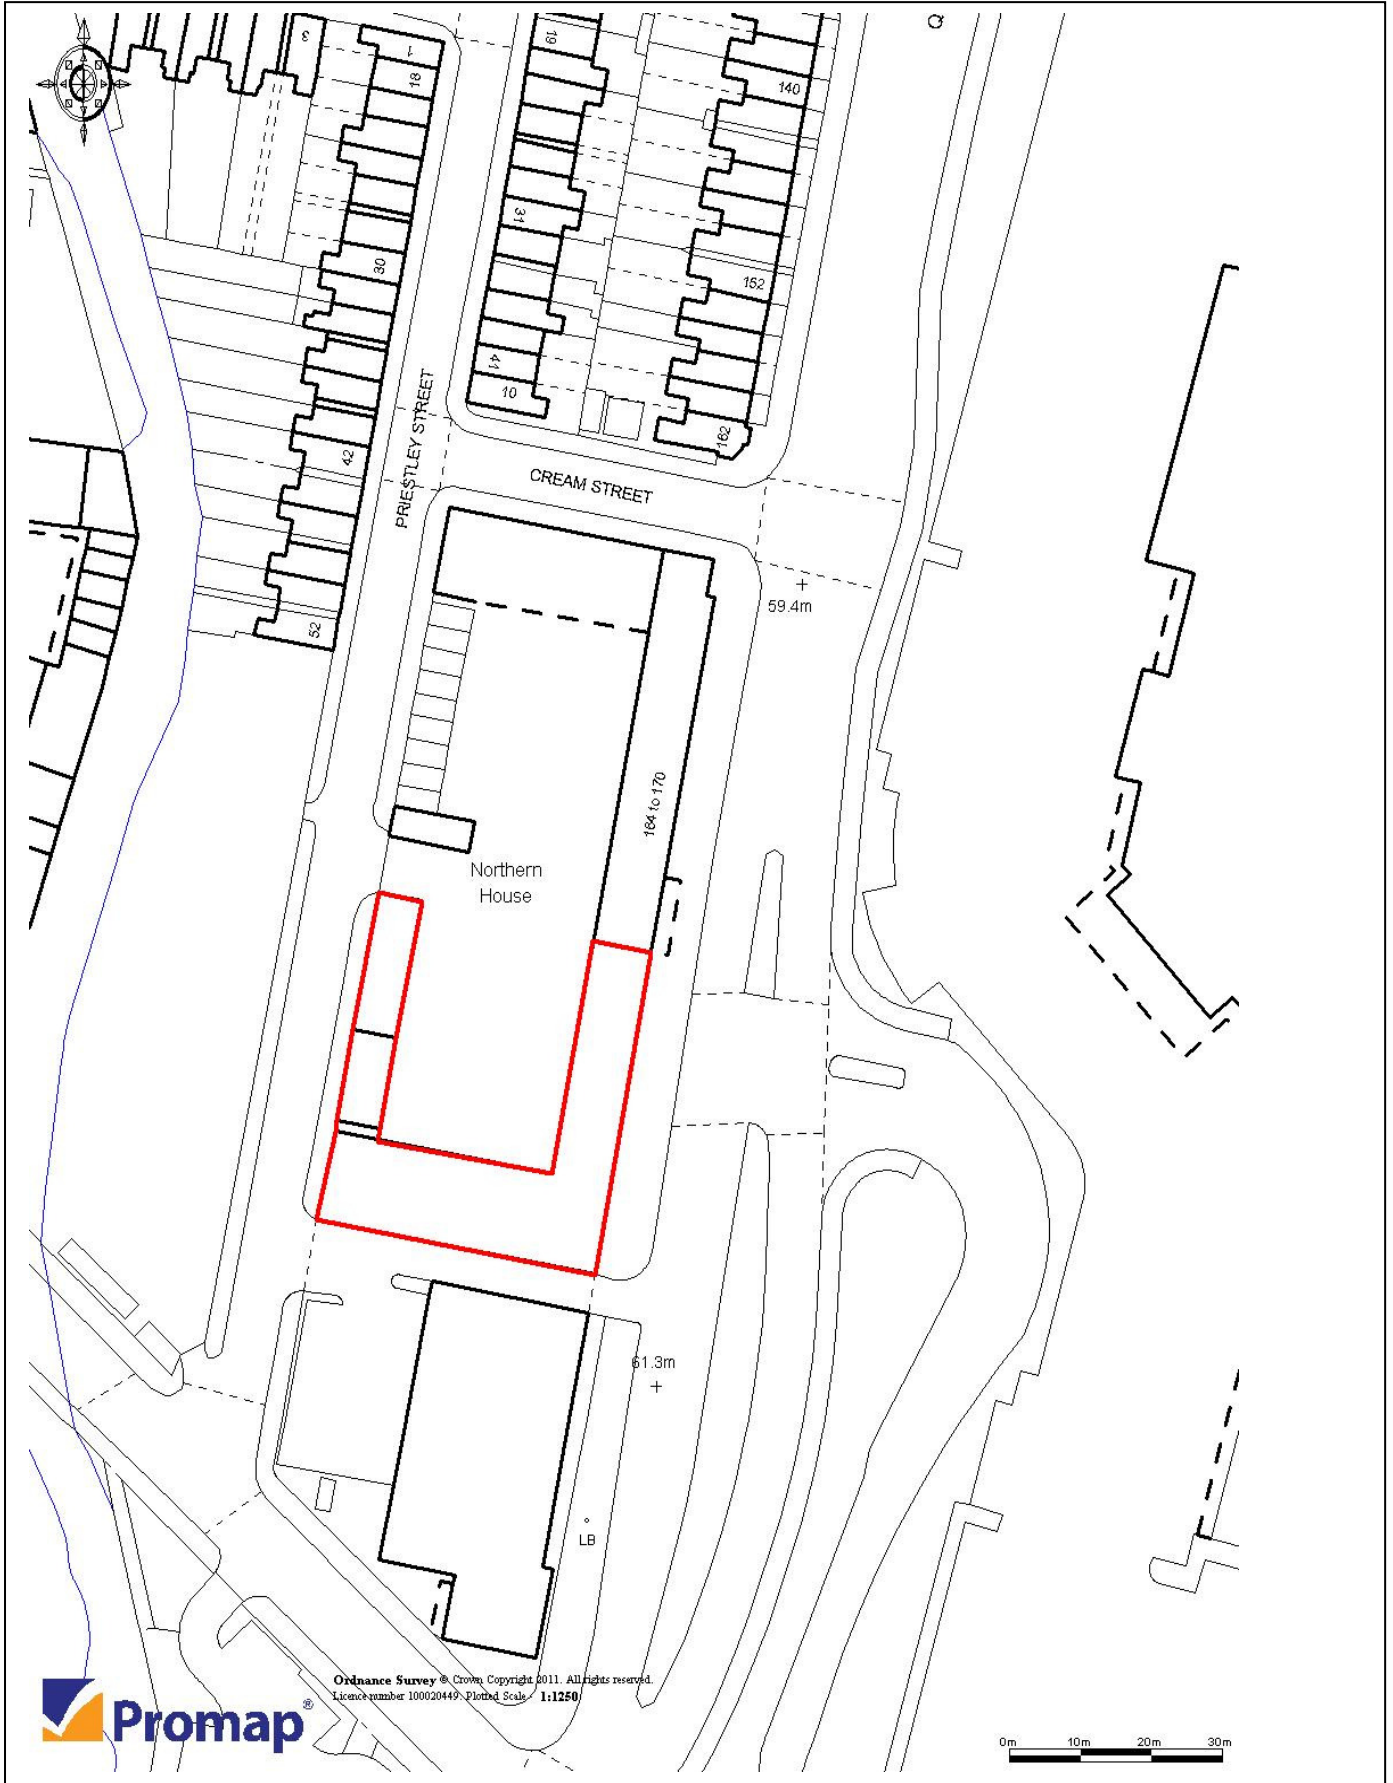 3
1
18
19
140
Q
31
30
152
41
10
PRIESTLEY STREET
42
162
CREAM STREET
59.4m
52
164 to 170
Northern
House
61.3m
LB
Ordnance Survey © Crown Copyright 2011. All rights reserved.
Licence number 100020449. Plotted Scale - 1:1250
Promap®
0m 10m 20m 30m